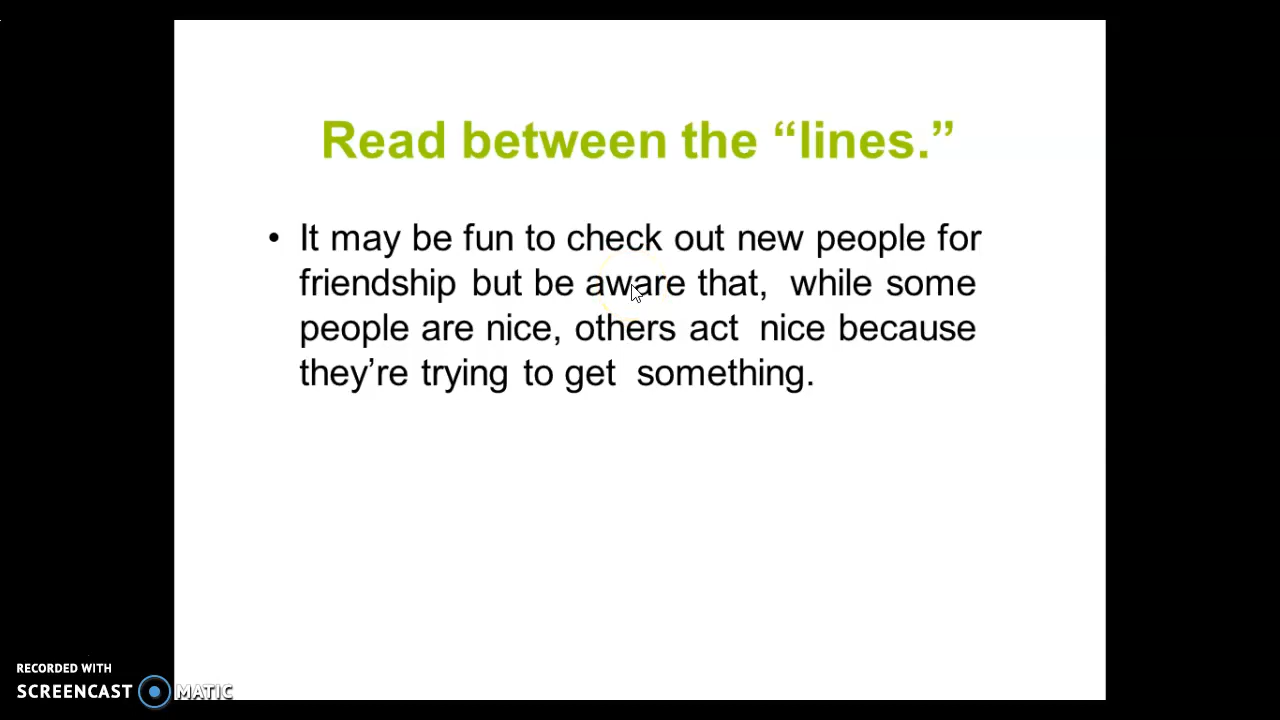 Read between the “lines.”
• It may be fun to check out new people for
friendship but be aware that,  while some
people are nice, others act  nice because
they’re trying to get  something.
RECORDED WITH
SCREENCAST MATIC